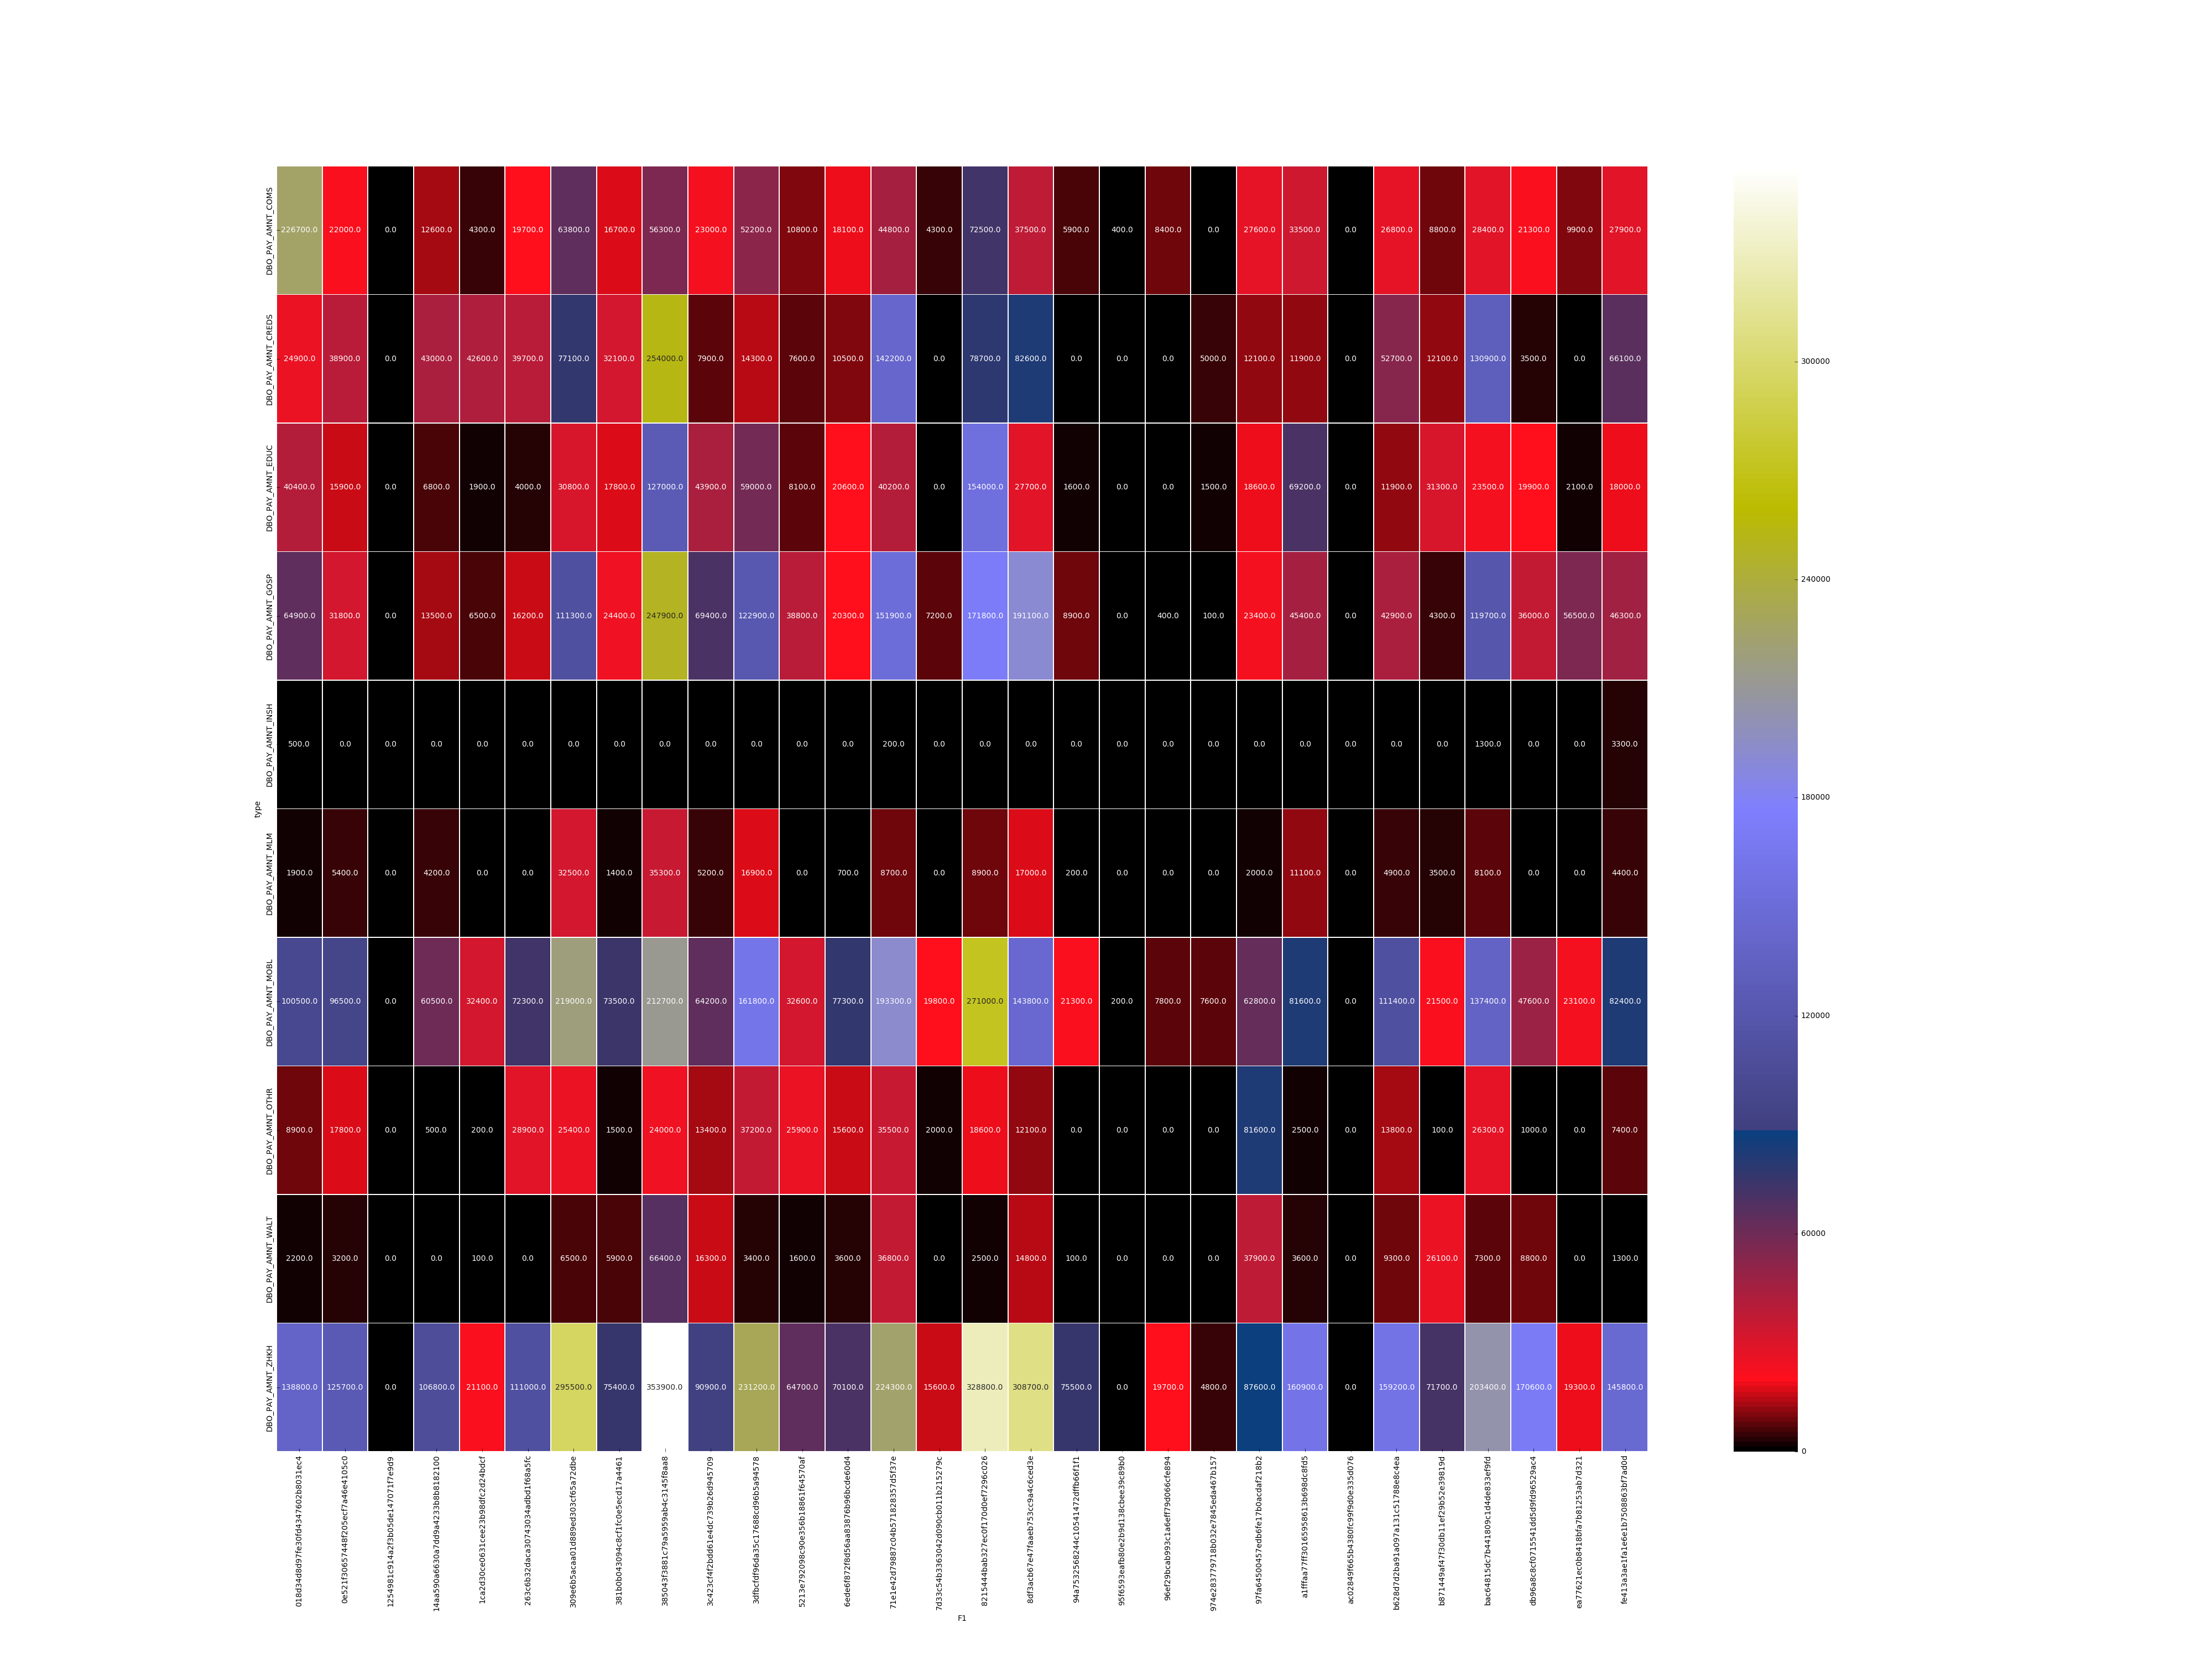 DBO_PAY_AMNT_COMS
226700.0 22000.0 0.0 12600.0 4300.0 19700.0 63800.0 16700.0 56300.0 23000.0 52200.0 10800.0 18100.0 44800.0 4300.0 72500.0 37500.0 5900.0 400.0 8400.0 0.0 27600.0 33500.0 0.0 26800.0 8800.0 28400.0 21300.0 9900.0 27900.0
DBO_PAY_AMNT_CREDS
24900.0 38900.0 0.0 43000.0 42600.0 39700.0 77100.0 32100.0 254000.0 7900.0 14300.0 7600.0 10500.0 142200.0 0.0 78700.0 82600.0 0.0 0.0 0.0 5000.0 12100.0 11900.0 0.0 52700.0 12100.0 130900.0 3500.0 0.0 66100.0
DBO_PAY_AMNT_EDUC
40400.0 15900.0 0.0 6800.0 1900.0 4000.0 30800.0 17800.0 127000.0 43900.0 59000.0 8100.0 20600.0 40200.0 0.0 154000.0 27700.0 1600.0 0.0 0.0 1500.0 18600.0 69200.0 0.0 11900.0 31300.0 23500.0 19900.0 2100.0 18000.0
DBO_PAY_AMNT_GOSP
64900.0 31800.0 0.0 13500.0 6500.0 16200.0 111300.0 24400.0 247900.0 69400.0 122900.0 38800.0 20300.0 151900.0 7200.0 171800.0 191100.0 8900.0 0.0 400.0 100.0 23400.0 45400.0 0.0 42900.0 4300.0 119700.0 36000.0 56500.0 46300.0
DBO_PAY_AMNT_INSH
500.0 0.0 0.0 0.0 0.0 0.0 0.0 0.0 0.0 0.0 0.0 0.0 0.0 200.0 0.0 0.0 0.0 0.0 0.0 0.0 0.0 0.0 0.0 0.0 0.0 0.0 1300.0 0.0 0.0 3300.0
type
DBO_PAY_AMNT_MLM
1900.0 5400.0 0.0 4200.0 0.0 0.0 32500.0 1400.0 35300.0 5200.0 16900.0 0.0 700.0 8700.0 0.0 8900.0 17000.0 200.0 0.0 0.0 0.0 2000.0 11100.0 0.0 4900.0 3500.0 8100.0 0.0 0.0 4400.0
DBO_PAY_AMNT_MOBL
100500.0 96500.0 0.0 60500.0 32400.0 72300.0 219000.0 73500.0 212700.0 64200.0 161800.0 32600.0 77300.0 193300.0 19800.0 271000.0 143800.0 21300.0 200.0 7800.0 7600.0 62800.0 81600.0 0.0 111400.0 21500.0 137400.0 47600.0 23100.0 82400.0
DBO_PAY_AMNT_OTHR
8900.0 17800.0 0.0 500.0 200.0 28900.0 25400.0 1500.0 24000.0 13400.0 37200.0 25900.0 15600.0 35500.0 2000.0 18600.0 12100.0 0.0 0.0 0.0 0.0 81600.0 2500.0 0.0 13800.0 100.0 26300.0 1000.0 0.0 7400.0
DBO_PAY_AMNT_WALT
2200.0 3200.0 0.0 0.0 100.0 0.0 6500.0 5900.0 66400.0 16300.0 3400.0 1600.0 3600.0 36800.0 0.0 2500.0 14800.0 100.0 0.0 0.0 0.0 37900.0 3600.0 0.0 9300.0 26100.0 7300.0 8800.0 0.0 1300.0
DBO_PAY_AMNT_ZHKH
138800.0 125700.0 0.0 106800.0 21100.0 111000.0 295500.0 75400.0 353900.0 90900.0 231200.0 64700.0 70100.0 224300.0 15600.0 328800.0 308700.0 75500.0 0.0 19700.0 4800.0 87600.0 160900.0 0.0 159200.0 71700.0 203400.0 170600.0 19300.0 145800.0
018d34d8d97fe30fd4347602b8031ec4
0e521f30657448f205ecf7a46e4105c0
1254981c914a2f3b05de147071f7e9d9
14aa590a6630a7dd9a4233b8b8182100
1ca2d30ce0631cee23b98dfc2d24bdcf
263c6b32daca30743034adbd1f68a5fc
309e6b5acaa01d889ed303cf65a72dbe
381b0b043094c8cf1fc0e5ecd17a4461
385043f3881c79a5959ab4c3145f8aa8
3c423cf4f2bdd61e4dc739b26d945709
3dfbcfdf96da35c17688cd96b5a94578
5213e792098c90e356b18861f64570af
6ede6f872f8d56aa83876b96bcde60d4
71e1e42d79887c04b571828357d5f37e
7d33c54b3363042d090cb011b215279c
8215444bab327ec0f170d0ef7296c026
8df3acb67e47faaeb753cc9a4c6ced3e
94a7532568244c10541472dffb66f1f1
95f6593eafb80e2b9d138cbee39c89b0
96ef29bcab993c1a6eff79d066cfe894
974e283779718b032e7845eda467b157
97fa64500457edb6fe17b0acdaf218b2
a1fffaa77ff30165958613b698dc8fd5
ac02849f665b4380fc99f9d0e335d076
b628d7d2ba91a097a131c51788e8c4ea
b871449af47f30db11ef29b52e39819d
bac64815dc7b441809c1d4de833ef9fd
db96a8c8cf0715541dd5d9fd96529ac4
ea77621ec0b8418bfa7b81253ab7d321
fe413a3ae1fa1e6e1b7508863bf7ad0d
F1
300000
240000
180000
120000
60000
0